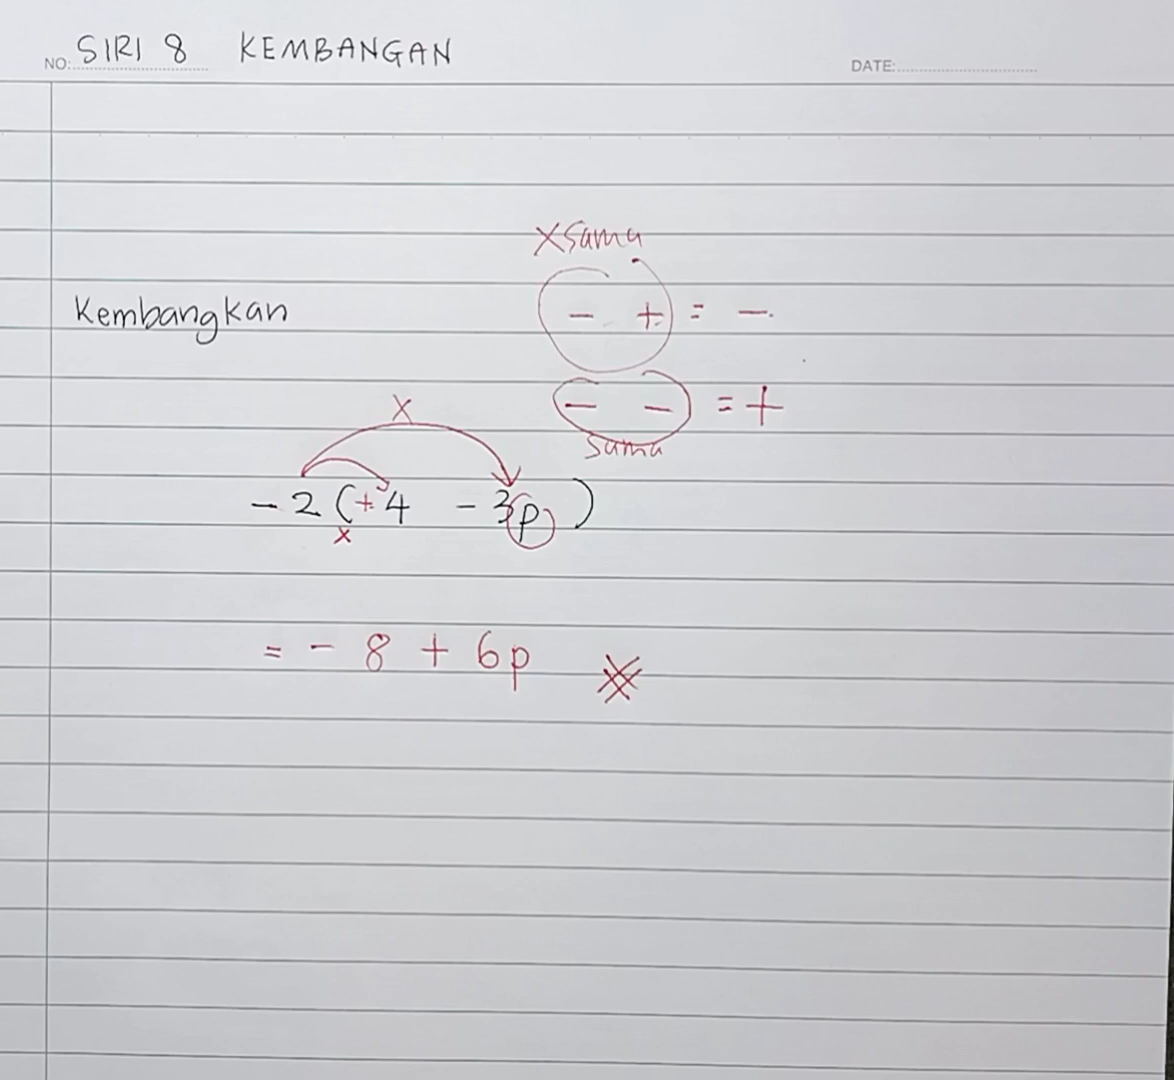 NO: SIRI 8 KEMBANGAN DATE:
x sama
Kembangkan
- + = -
- - = +
sama
x
-2 (+4 - 3p)
x
= - 8 + 6p